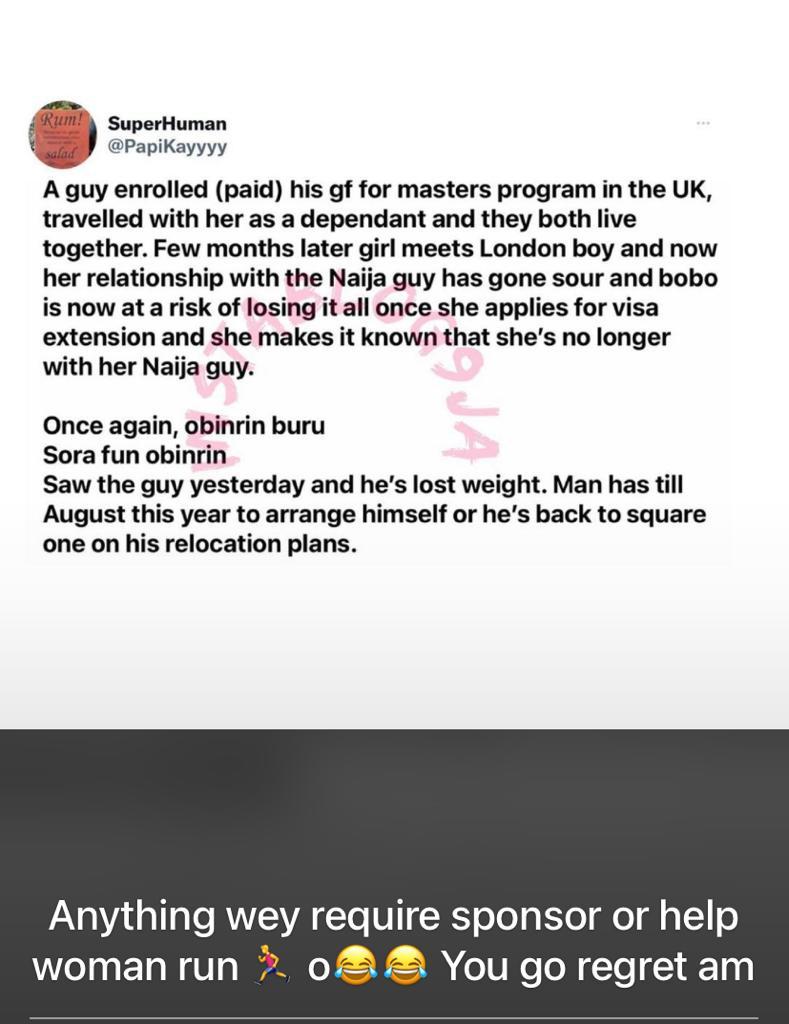 Rum!
salad
SuperHuman
@PapiKayyyy
A guy enrolled (paid) his gf for masters program in the UK,
travelled with her as a dependant and they both live
together. Few months later girl meets London boy and now
her relationship with the Naija guy has gone sour and bobo
is now at a risk of losing it all once she applies for visa
extension and she makes it known that she's no longer
with her Naija guy.
Once again, obinrin buru
Sora fun obinrin
Saw the guy yesterday and he's lost weight. Man has till
August this year to arrange himself or he's back to square
one on his relocation plans.
INSTABLOG9JA
Anything wey require sponsor or help
woman run 🏃 o😂😂 You go regret am